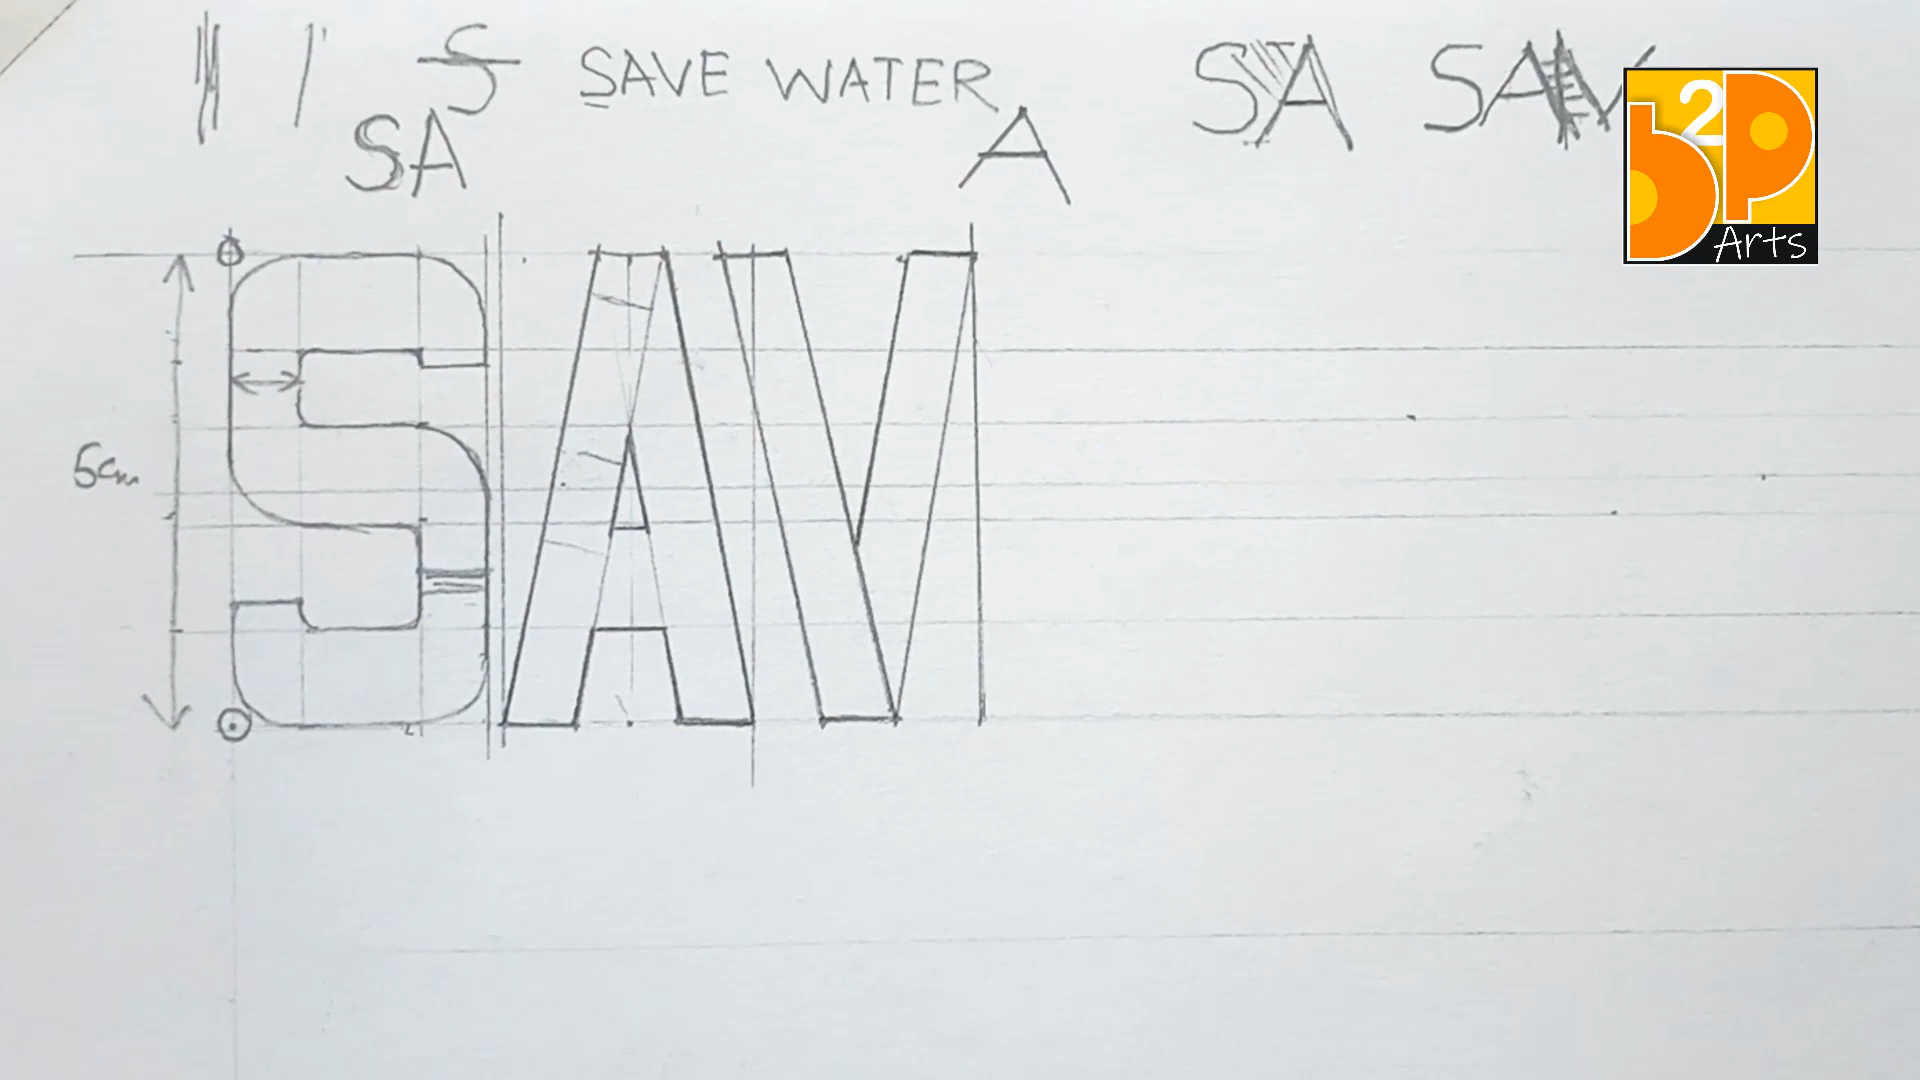 S SAVE WATER SA SAV
SA A
5cm
SAV
b2p
Arts